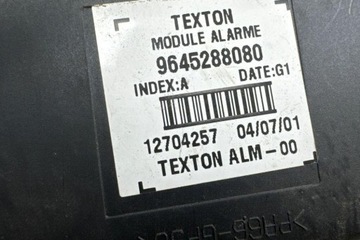 TEXTON
MODULE ALARME
9645288080
INDEX:A DATE:G1
12704257 04/07/01
TEXTON ALM-00